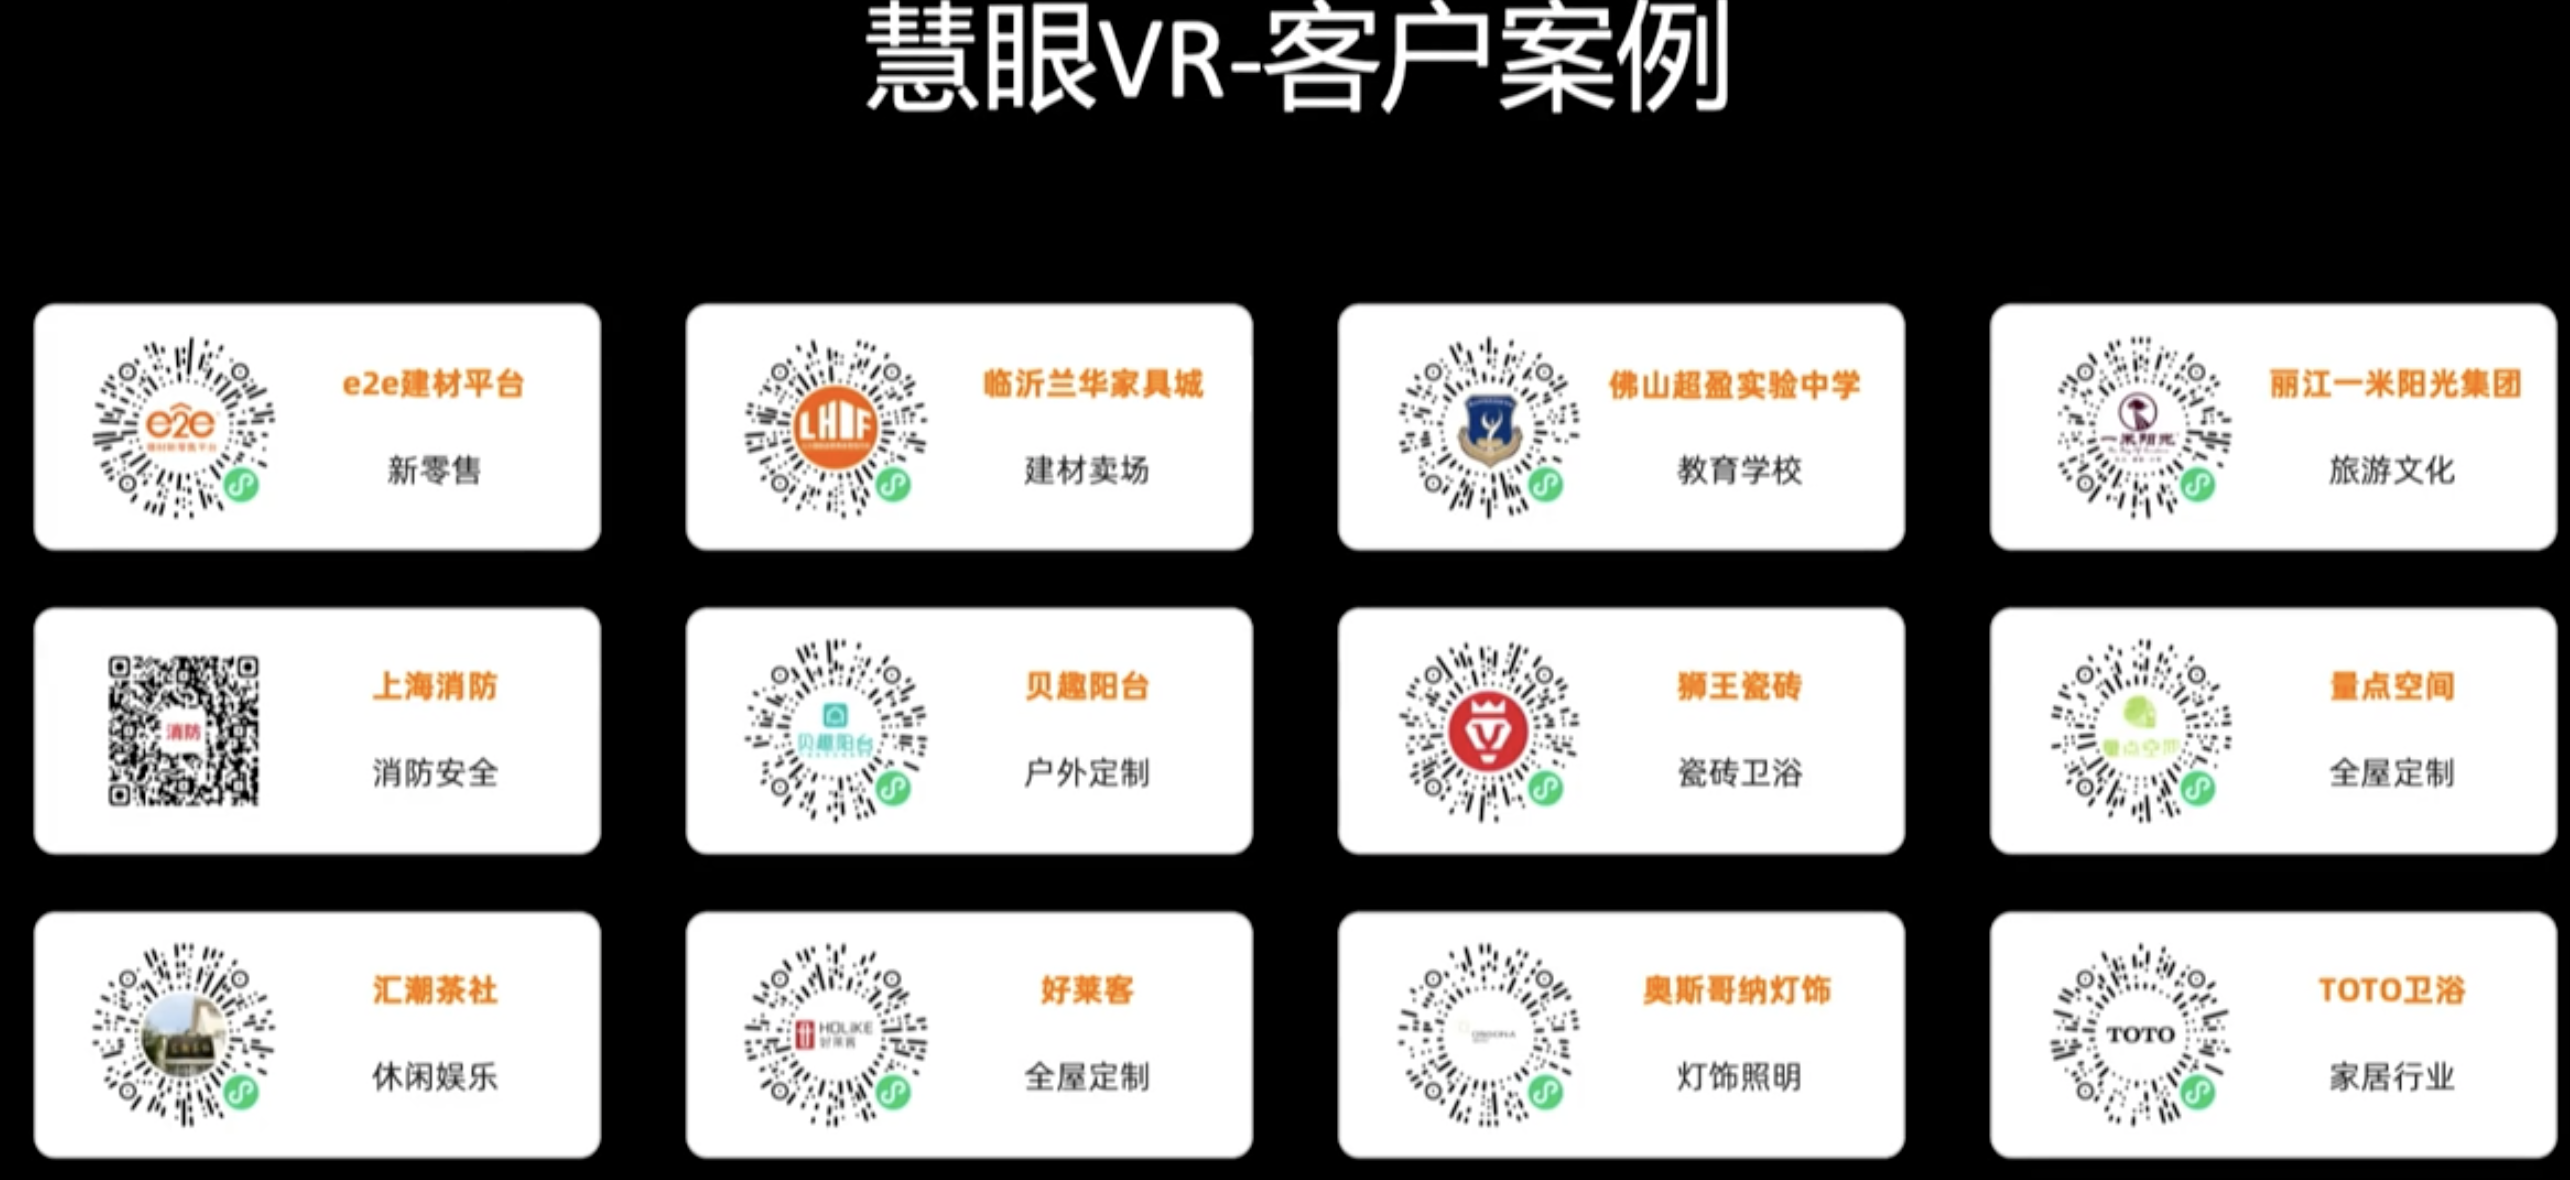 慧眼VR-客户案例
e2e
e2e建材平台
新零售
LHIF
临沂兰华家具城
建材卖场
佛山超盈实验中学
教育学校
一米阳光
丽江一米阳光集团
旅游文化
消防
上海消防
消防安全
贝趣阳台
贝趣阳台
户外定制
狮王瓷砖
瓷砖卫浴
量点空间
量点空间
全屋定制
汇潮茶社
休闲娱乐
HOLiKE
好莱客
好莱客
全屋定制
奥斯哥纳灯饰
灯饰照明
TOTO
TOTO卫浴
家居行业